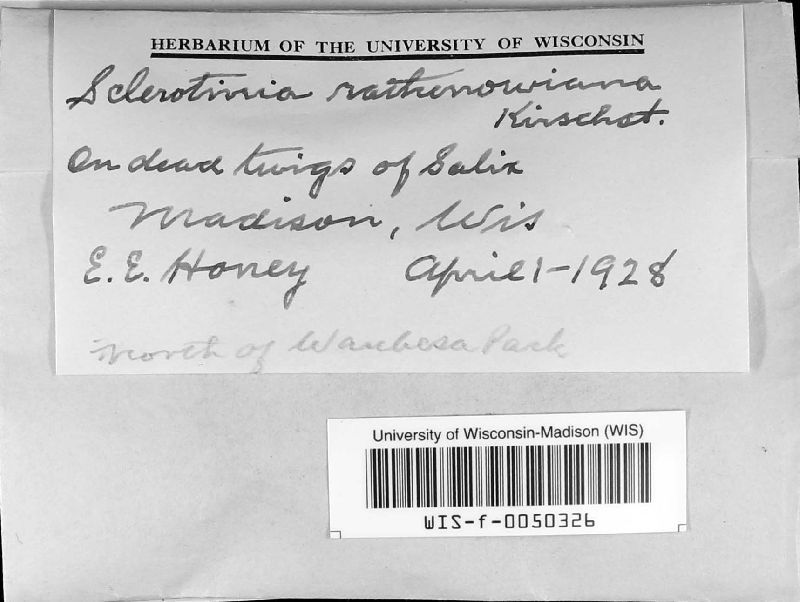 HERBARIUM OF THE UNIVERSITY OF WISCONSIN
Sclerotinia rathenowiana
Kirschst.
On dead twigs of Salix
Madison, Wis
E.E. Honey April 1-1928
North of Waubesa Park
University of Wisconsin-Madison (WIS)
WIS-f-0050326